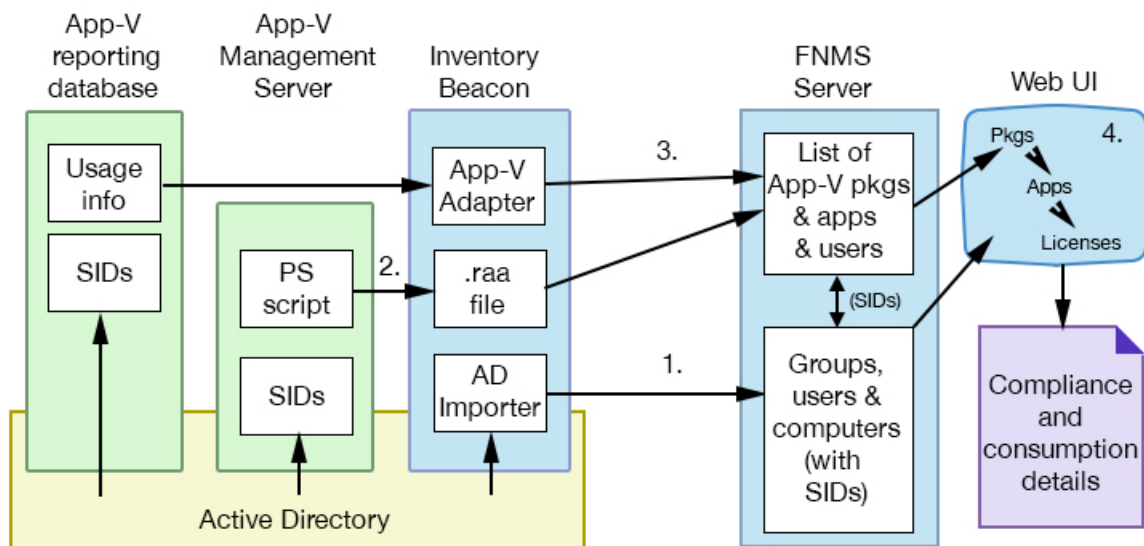 App-V
reporting
database
App-V
Management
Server
Inventory
Beacon
FNMS
Server
Web UI
Usage
info
SIDs
PS
script
SIDs
2.
App-V
Adapter
.raa
file
AD
Importer
3.
1.
List of
App-V pkgs
& apps
& users
(SIDs)
Groups,
users &
computers
(with
SIDs)
4.
Pkgs
Apps
Licenses
Compliance
and
consumption
details
Active Directory